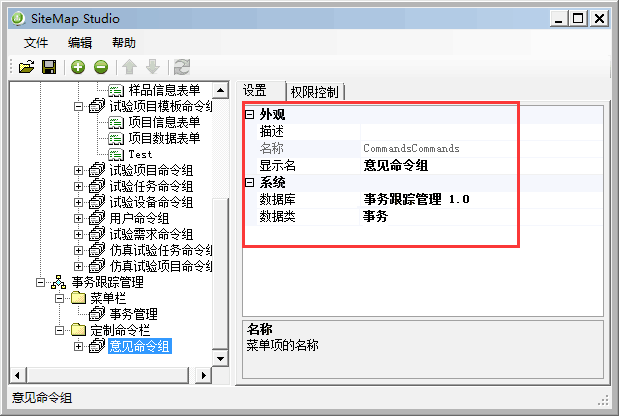 SiteMap Studio
文件 编辑 帮助
样品信息表单
试验项目模板命令组
项目信息表单
项目数据表单
Test
试验项目命令组
试验任务命令组
试验设备命令组
用户命令组
试验需求命令组
仿真试验任务命令组
仿真试验项目命令组
事务跟踪管理
菜单栏
事务管理
定制命令栏
意见命令组
设置 权限控制
外观
描述
名称 CommandsCommands
显示名 意见命令组
系统
数据库 事务跟踪管理 1.0
数据类 事务
名称
菜单项的名称
意见命令组